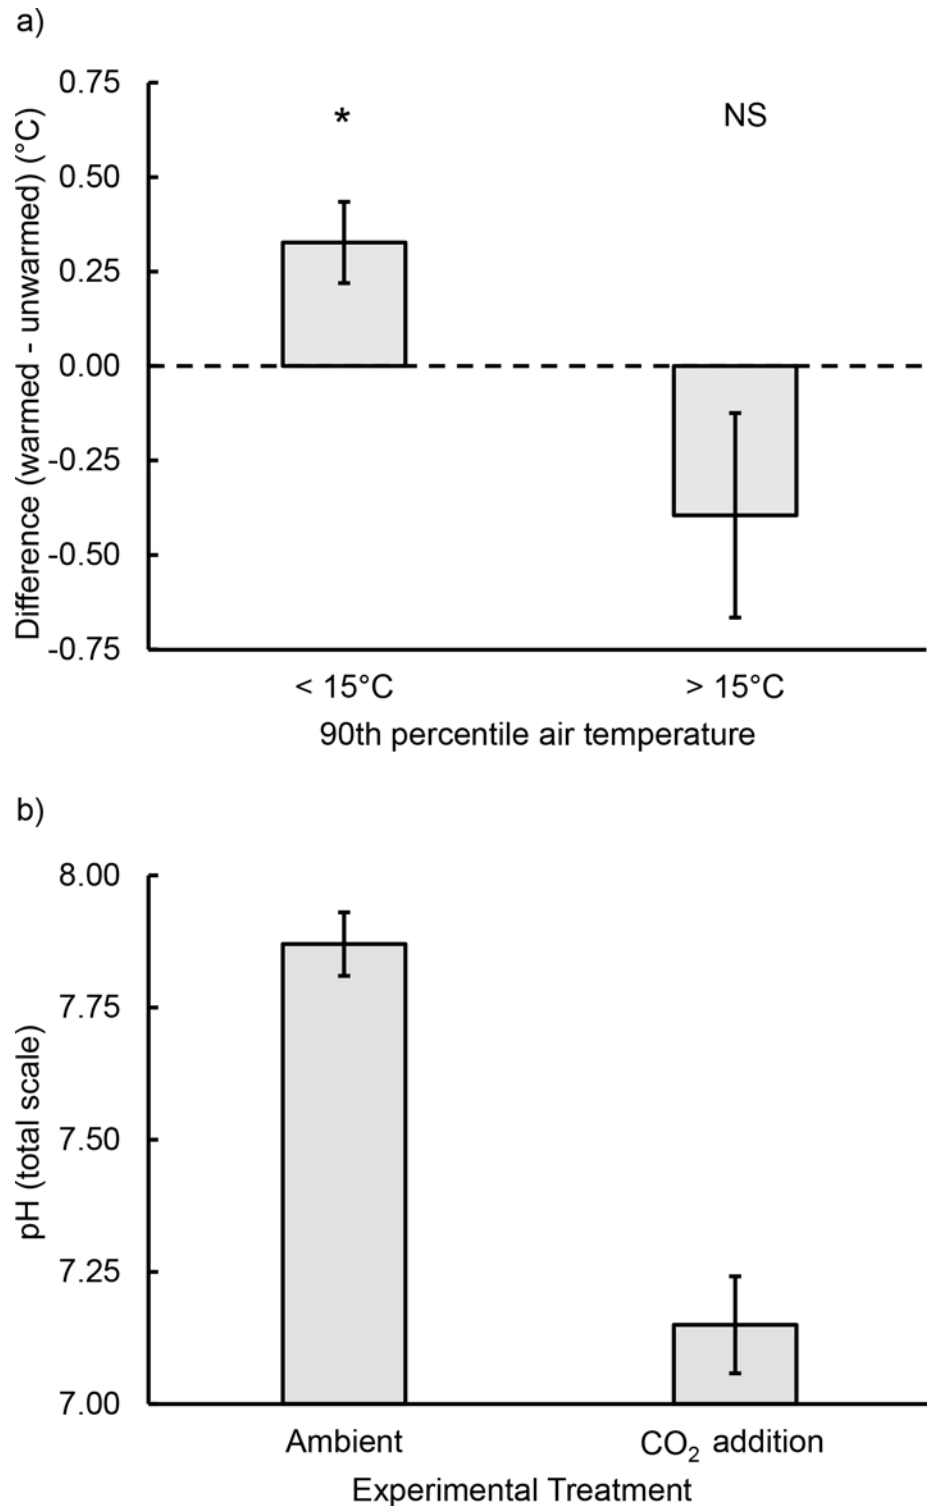 a)
Difference (warmed - unwarmed) (°C)
0.75
0.50
0.25
0.00
-0.25
-0.50
-0.75
*
NS
< 15°C
> 15°C
90th percentile air temperature
b)
pH (total scale)
8.00
7.75
7.50
7.25
7.00
Ambient
CO₂ addition
Experimental Treatment